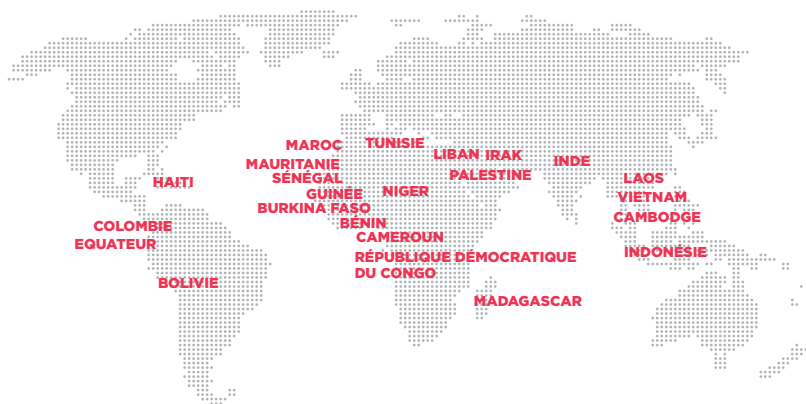 MAROC
TUNISIE
LIBAN
IRAK
INDE
MAURITANIE
PALESTINE
SÉNÉGAL
LAOS
HAITI
NIGER
GUINÉE
VIETNAM
BURKINA FASO
CAMBODGE
BÉNIN
COLOMBIE
CAMEROUN
EQUATEUR
INDONÉSIE
RÉPUBLIQUE DÉMOCRATIQUE
DU CONGO
BOLIVIE
MADAGASCAR